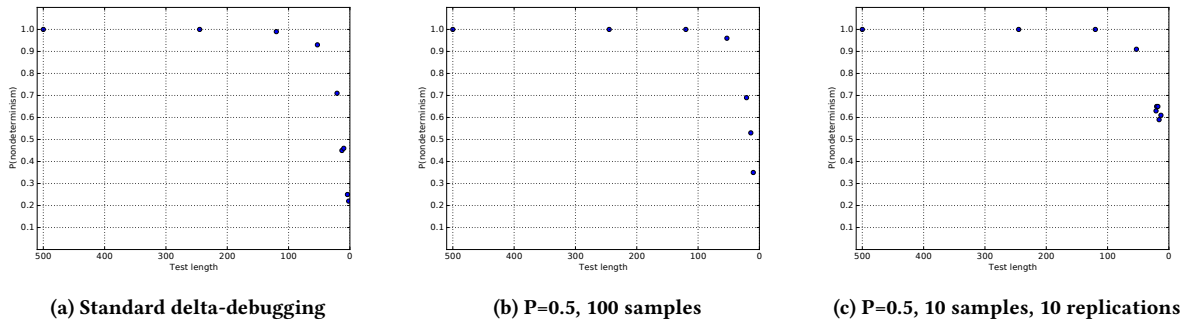 P(nondeterminism)
1.0
0.9
0.8
0.7
0.6
0.5
0.4
0.3
0.2
0.1
500 400 300 200 100 0
Test length
(a) Standard delta-debugging
P(nondeterminism)
1.0
0.9
0.8
0.7
0.6
0.5
0.4
0.3
0.2
0.1
500 400 300 200 100 0
Test length
(b) P=0.5, 100 samples
P(nondeterminism)
1.0
0.9
0.8
0.7
0.6
0.5
0.4
0.3
0.2
0.1
500 400 300 200 100 0
Test length
(c) P=0.5, 10 samples, 10 replications